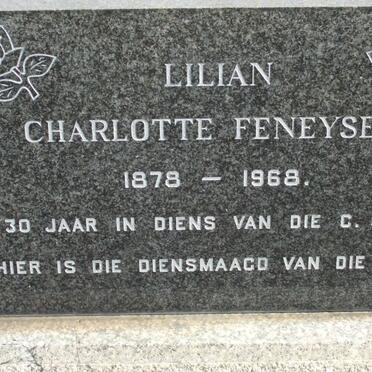 LILIAN
CHARLOTTE FENEYSE
1878 – 1968.
30 JAAR IN DIENS VAN DIE C.
HIER IS DIE DIENSMAAGD VAN DIE